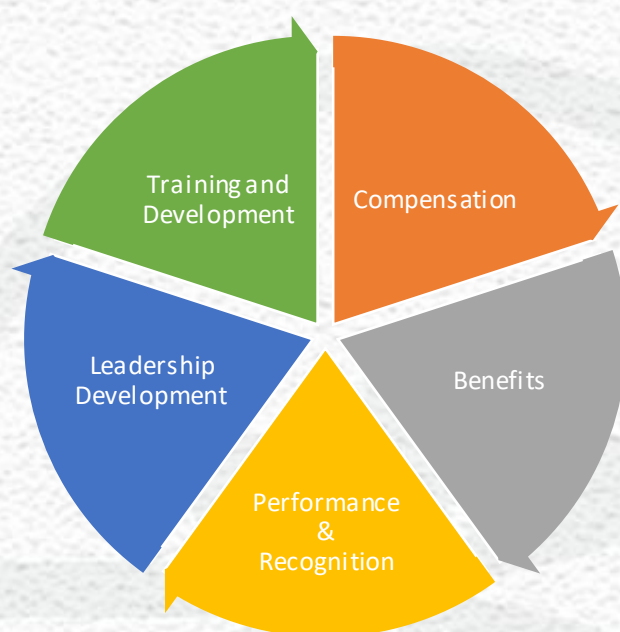 Training and
Development
Compensation
Leadership
Development
Benefits
Performance
&
Recognition